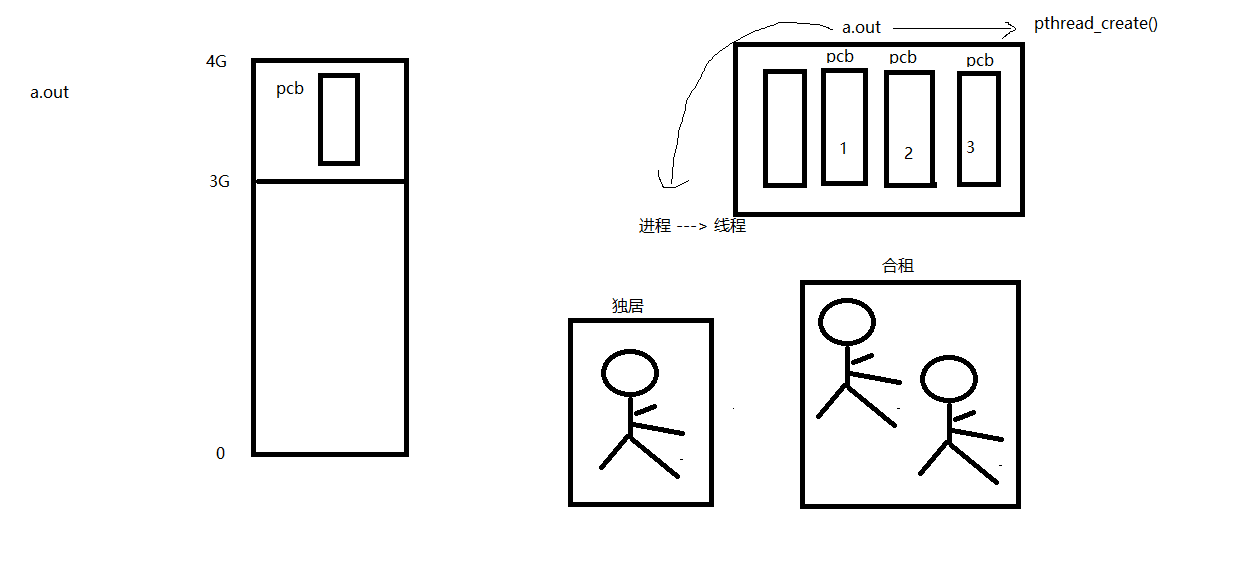 a.out
4G
pcb
3G
0
a.out
pthread_create()
pcb
pcb
pcb
1
2
3
进程 ---> 线程
独居
合租